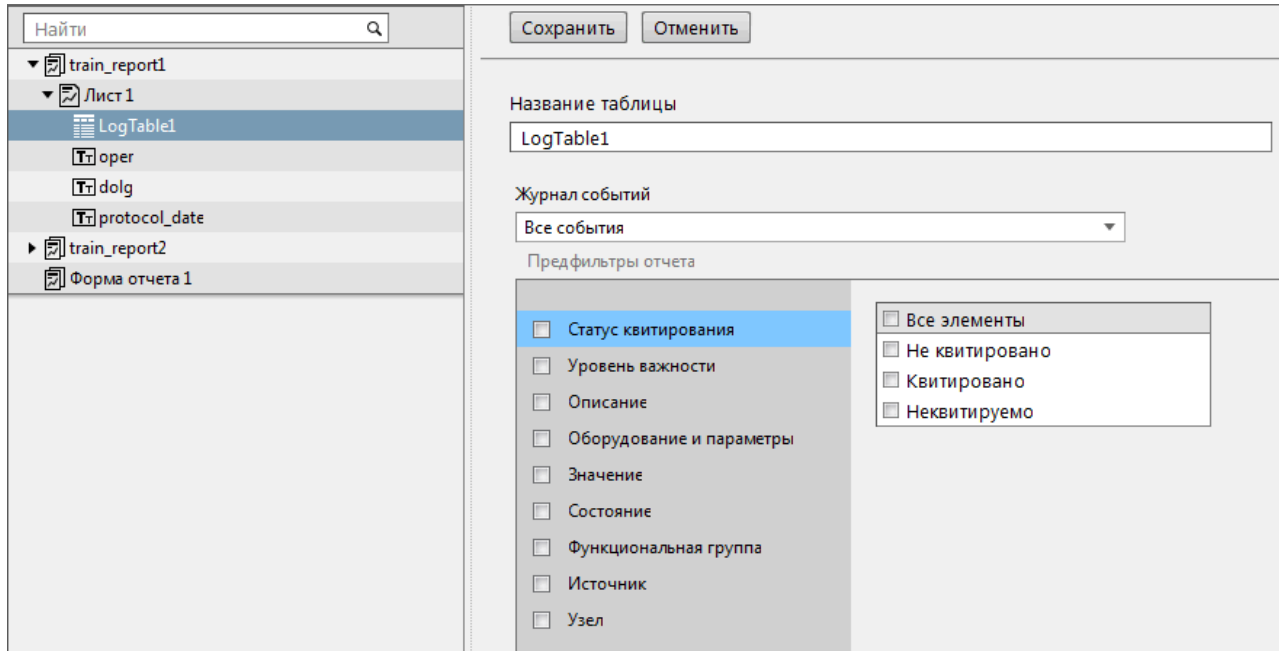 Найти
train_report1
Лист 1
LogTable1
oper
dolg
protocol_date
train_report2
Форма отчета 1
Сохранить Отменить
Название таблицы
LogTable1
Журнал событий
Все события
Предфильтры отчета
Статус квитирования
Уровень важности
Описание
Оборудование и параметры
Значение
Состояние
Функциональная группа
Источник
Узел
Все элементы
Не квитировано
Квитировано
Неквитируемо